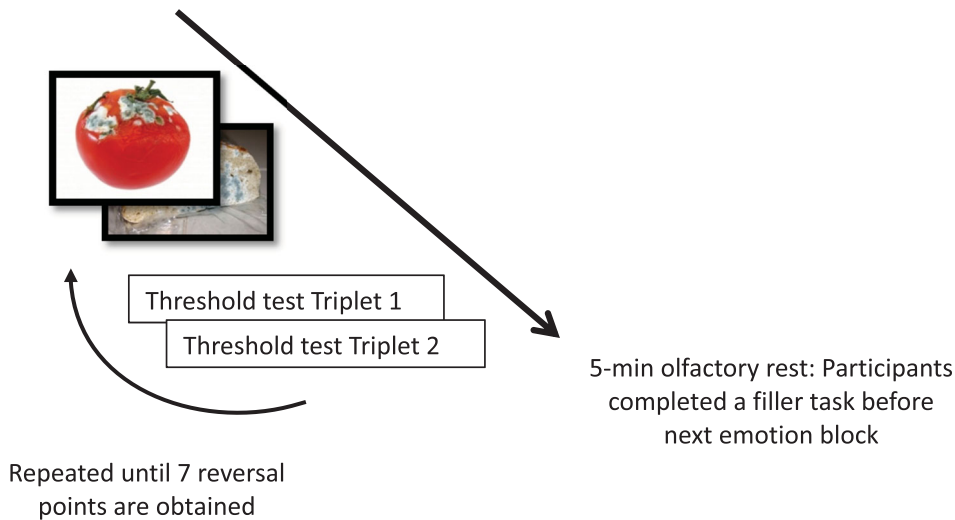 Threshold test Triplet 1
Threshold test Triplet 2
5-min olfactory rest: Participants
completed a filler task before
next emotion block
Repeated until 7 reversal
points are obtained